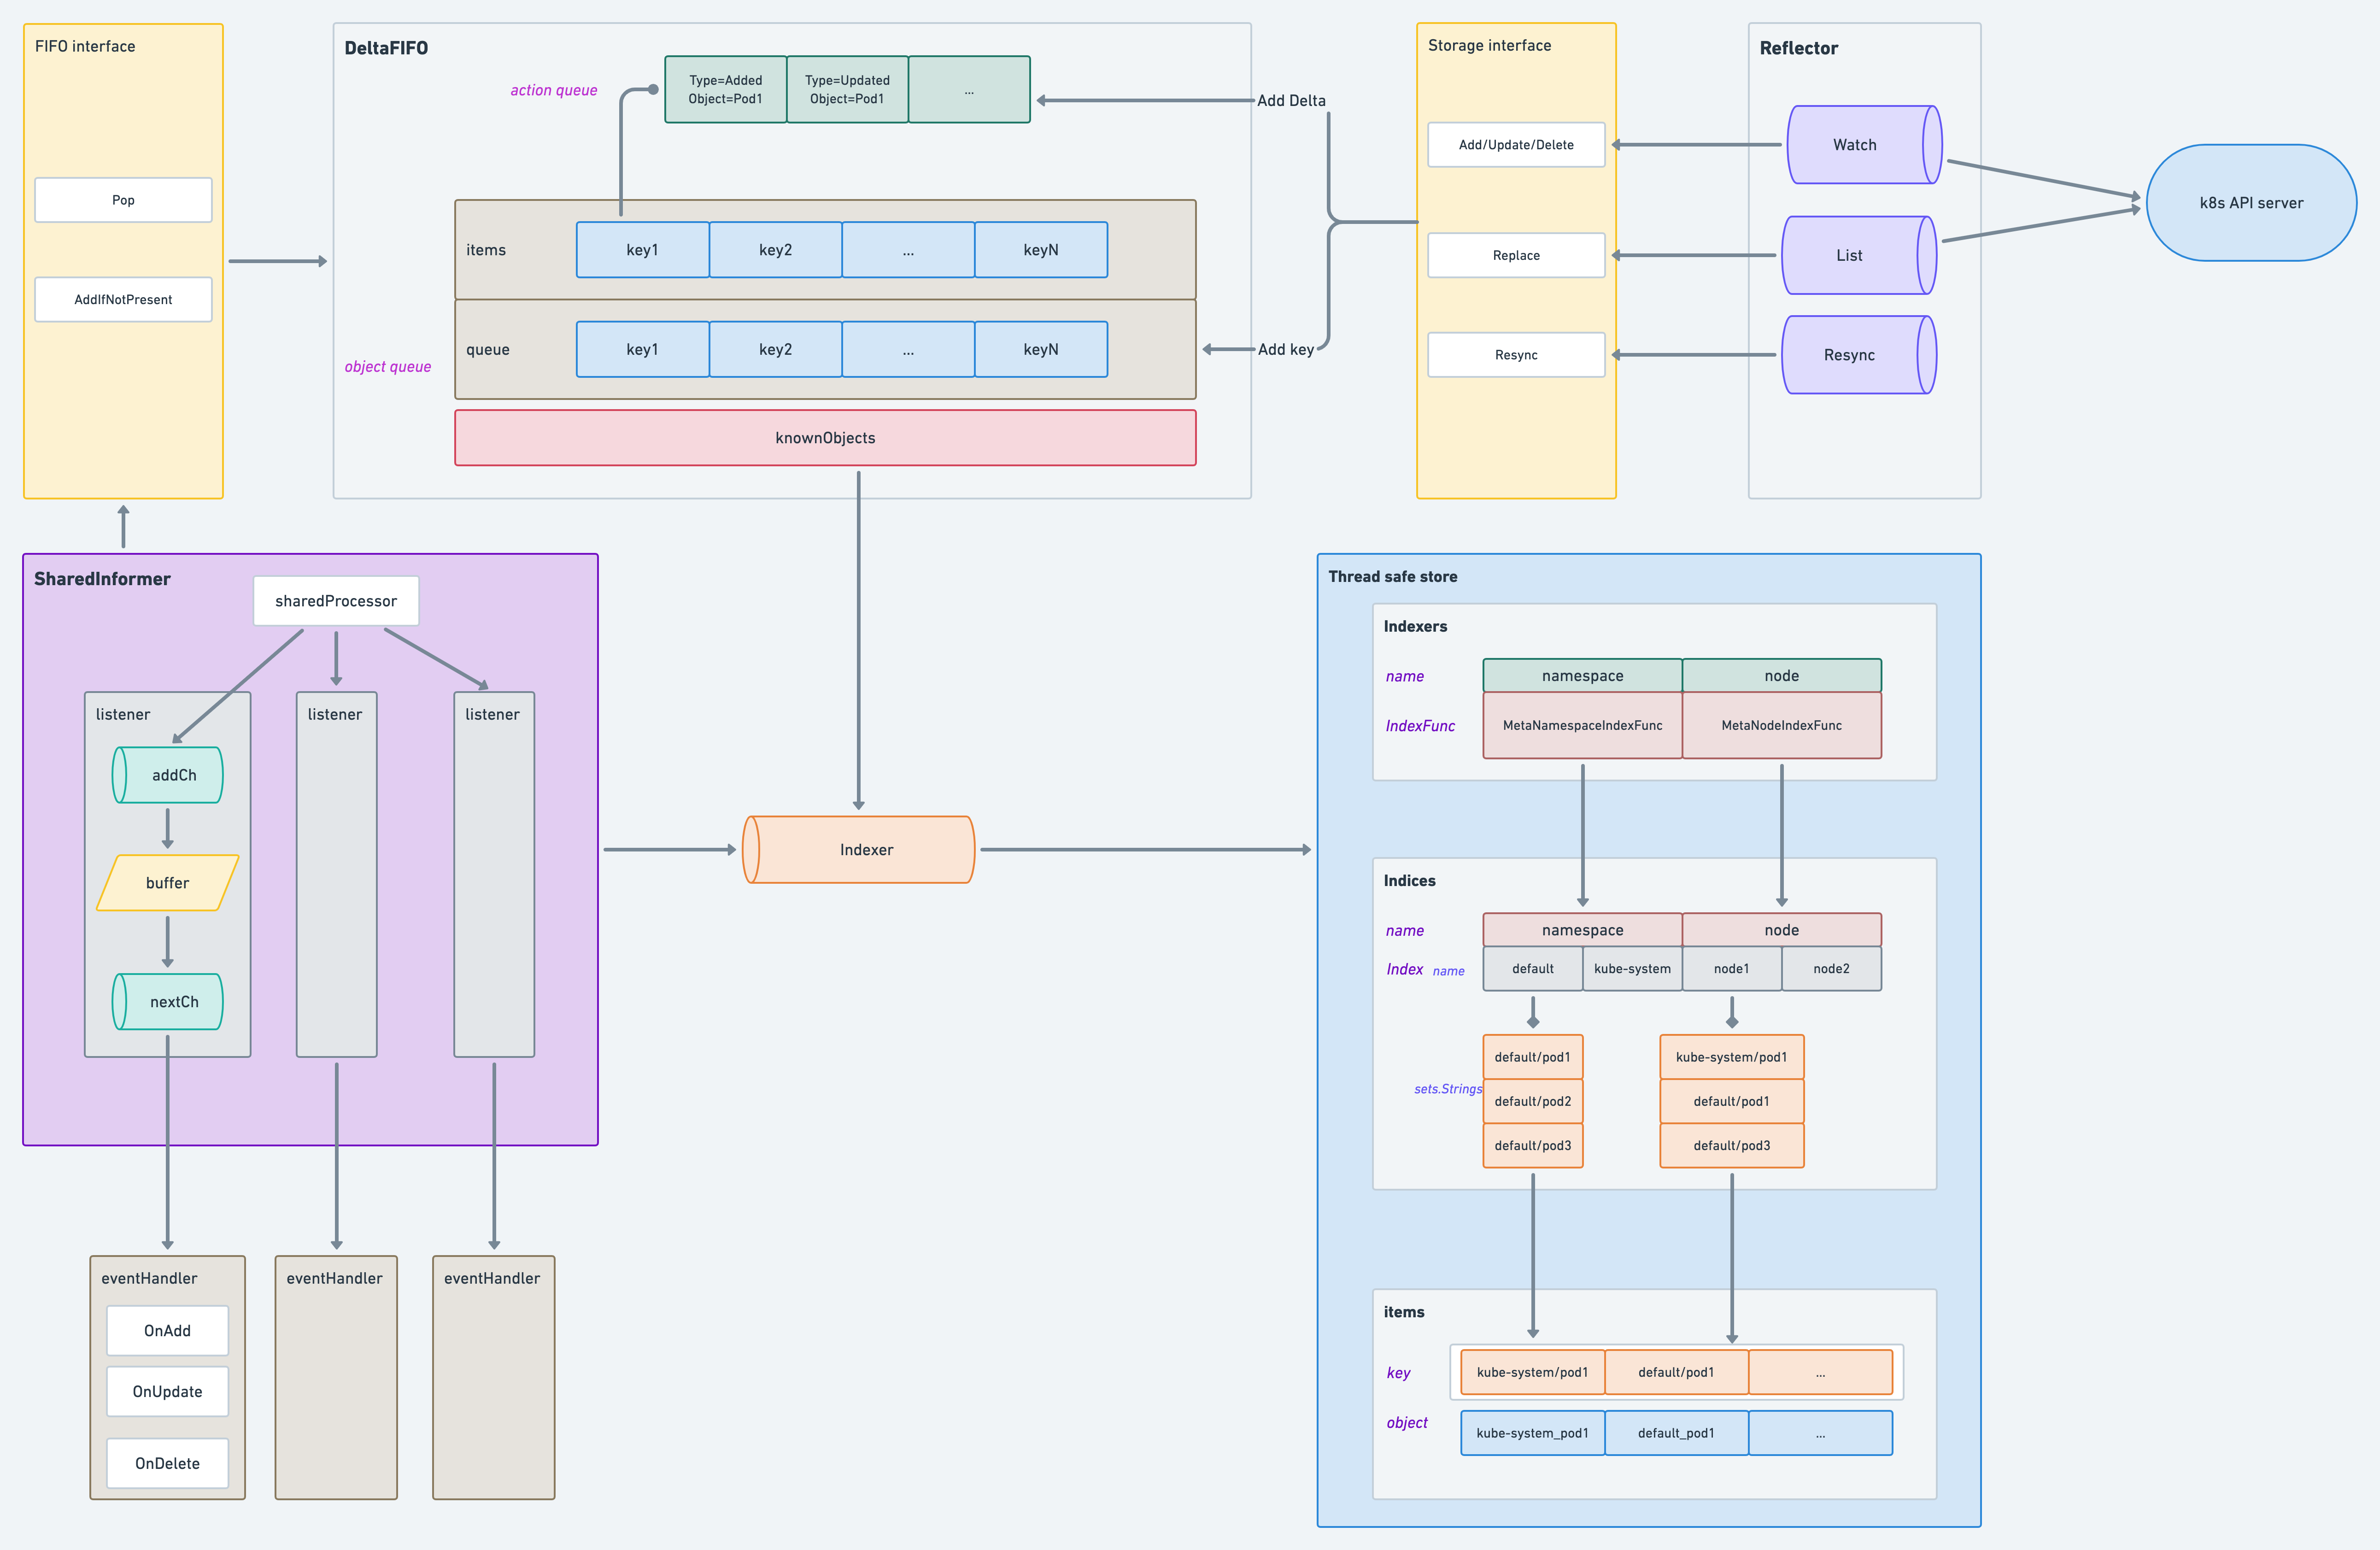 FIFO interface
Pop
AddIfNotPresent
DeltaFIFO
action queue
Type=Added
Object=Pod1
Type=Updated
Object=Pod1
...
items
key1
key2
...
keyN
object queue
queue
key1
key2
...
keyN
knownObjects
Add Delta
Add key
Storage interface
Add/Update/Delete
Replace
Resync
Reflector
Watch
List
Resync
k8s API server
SharedInformer
sharedProcessor
listener
addCh
buffer
nextCh
listener
listener
eventHandler
OnAdd
OnUpdate
OnDelete
eventHandler
eventHandler
Indexer
Thread safe store
Indexers
name
namespace
node
IndexFunc
MetaNamespaceIndexFunc
MetaNodeIndexFunc
Indices
name
namespace
node
Index name
default
kube-system
node1
node2
sets.Strings
default/pod1
default/pod2
default/pod3
kube-system/pod1
default/pod1
default/pod3
items
key
kube-system/pod1
default/pod1
...
object
kube-system_pod1
default_pod1
...